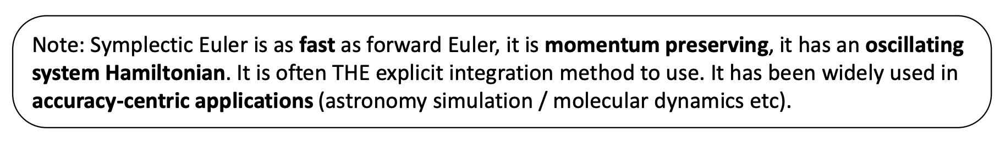 Note: Symplectic Euler is as fast as forward Euler, it is momentum preserving, it has an oscillating
system Hamiltonian. It is often THE explicit integration method to use. It has been widely used in
accuracy-centric applications (astronomy simulation / molecular dynamics etc).